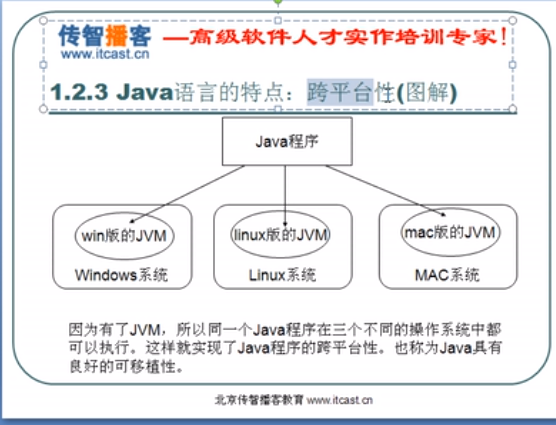 传智播客 —高级软件人才实作培训专家!
www.itcast.cn
1.2.3 Java语言的特点：跨平台性(图解)
Java程序
win版的JVM linux版的JVM mac版的JVM
Windows系统 Linux系统 MAC系统
因为有了JVM，所以同一个Java程序在三个不同的操作系统中都
可以执行。这样就实现了Java程序的跨平台性。也称为Java具有
良好的可移植性。
北京传智播客教育 www.itcast.cn